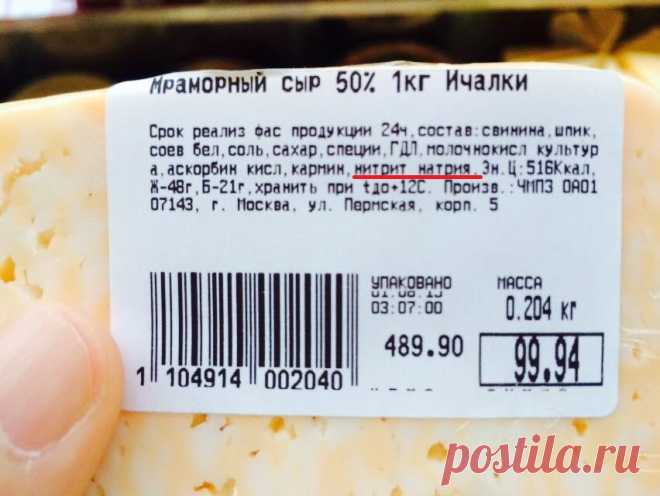 Мраморный сыр 50% 1кг Ичалки
Срок реализ фас продукции 24ч,состав:свинина,шпик,
соев бел,соль,сахар,специи,ГДЛ,молочнокисл культур
а,аскорбин кисл,кармин,нитрит натрия.Эн.Ц:516Ккал,
Ж-48г,Б-21г,хранить при tдо+12С. Произв.:ЧМПЗ ОАО1
07143, г. Москва, ул. Пермская, корп. 5
УПАКОВАНО
МАССА
03:07:00
0.204 кг
489.90
99.94
1 104914 002040
postila.ru